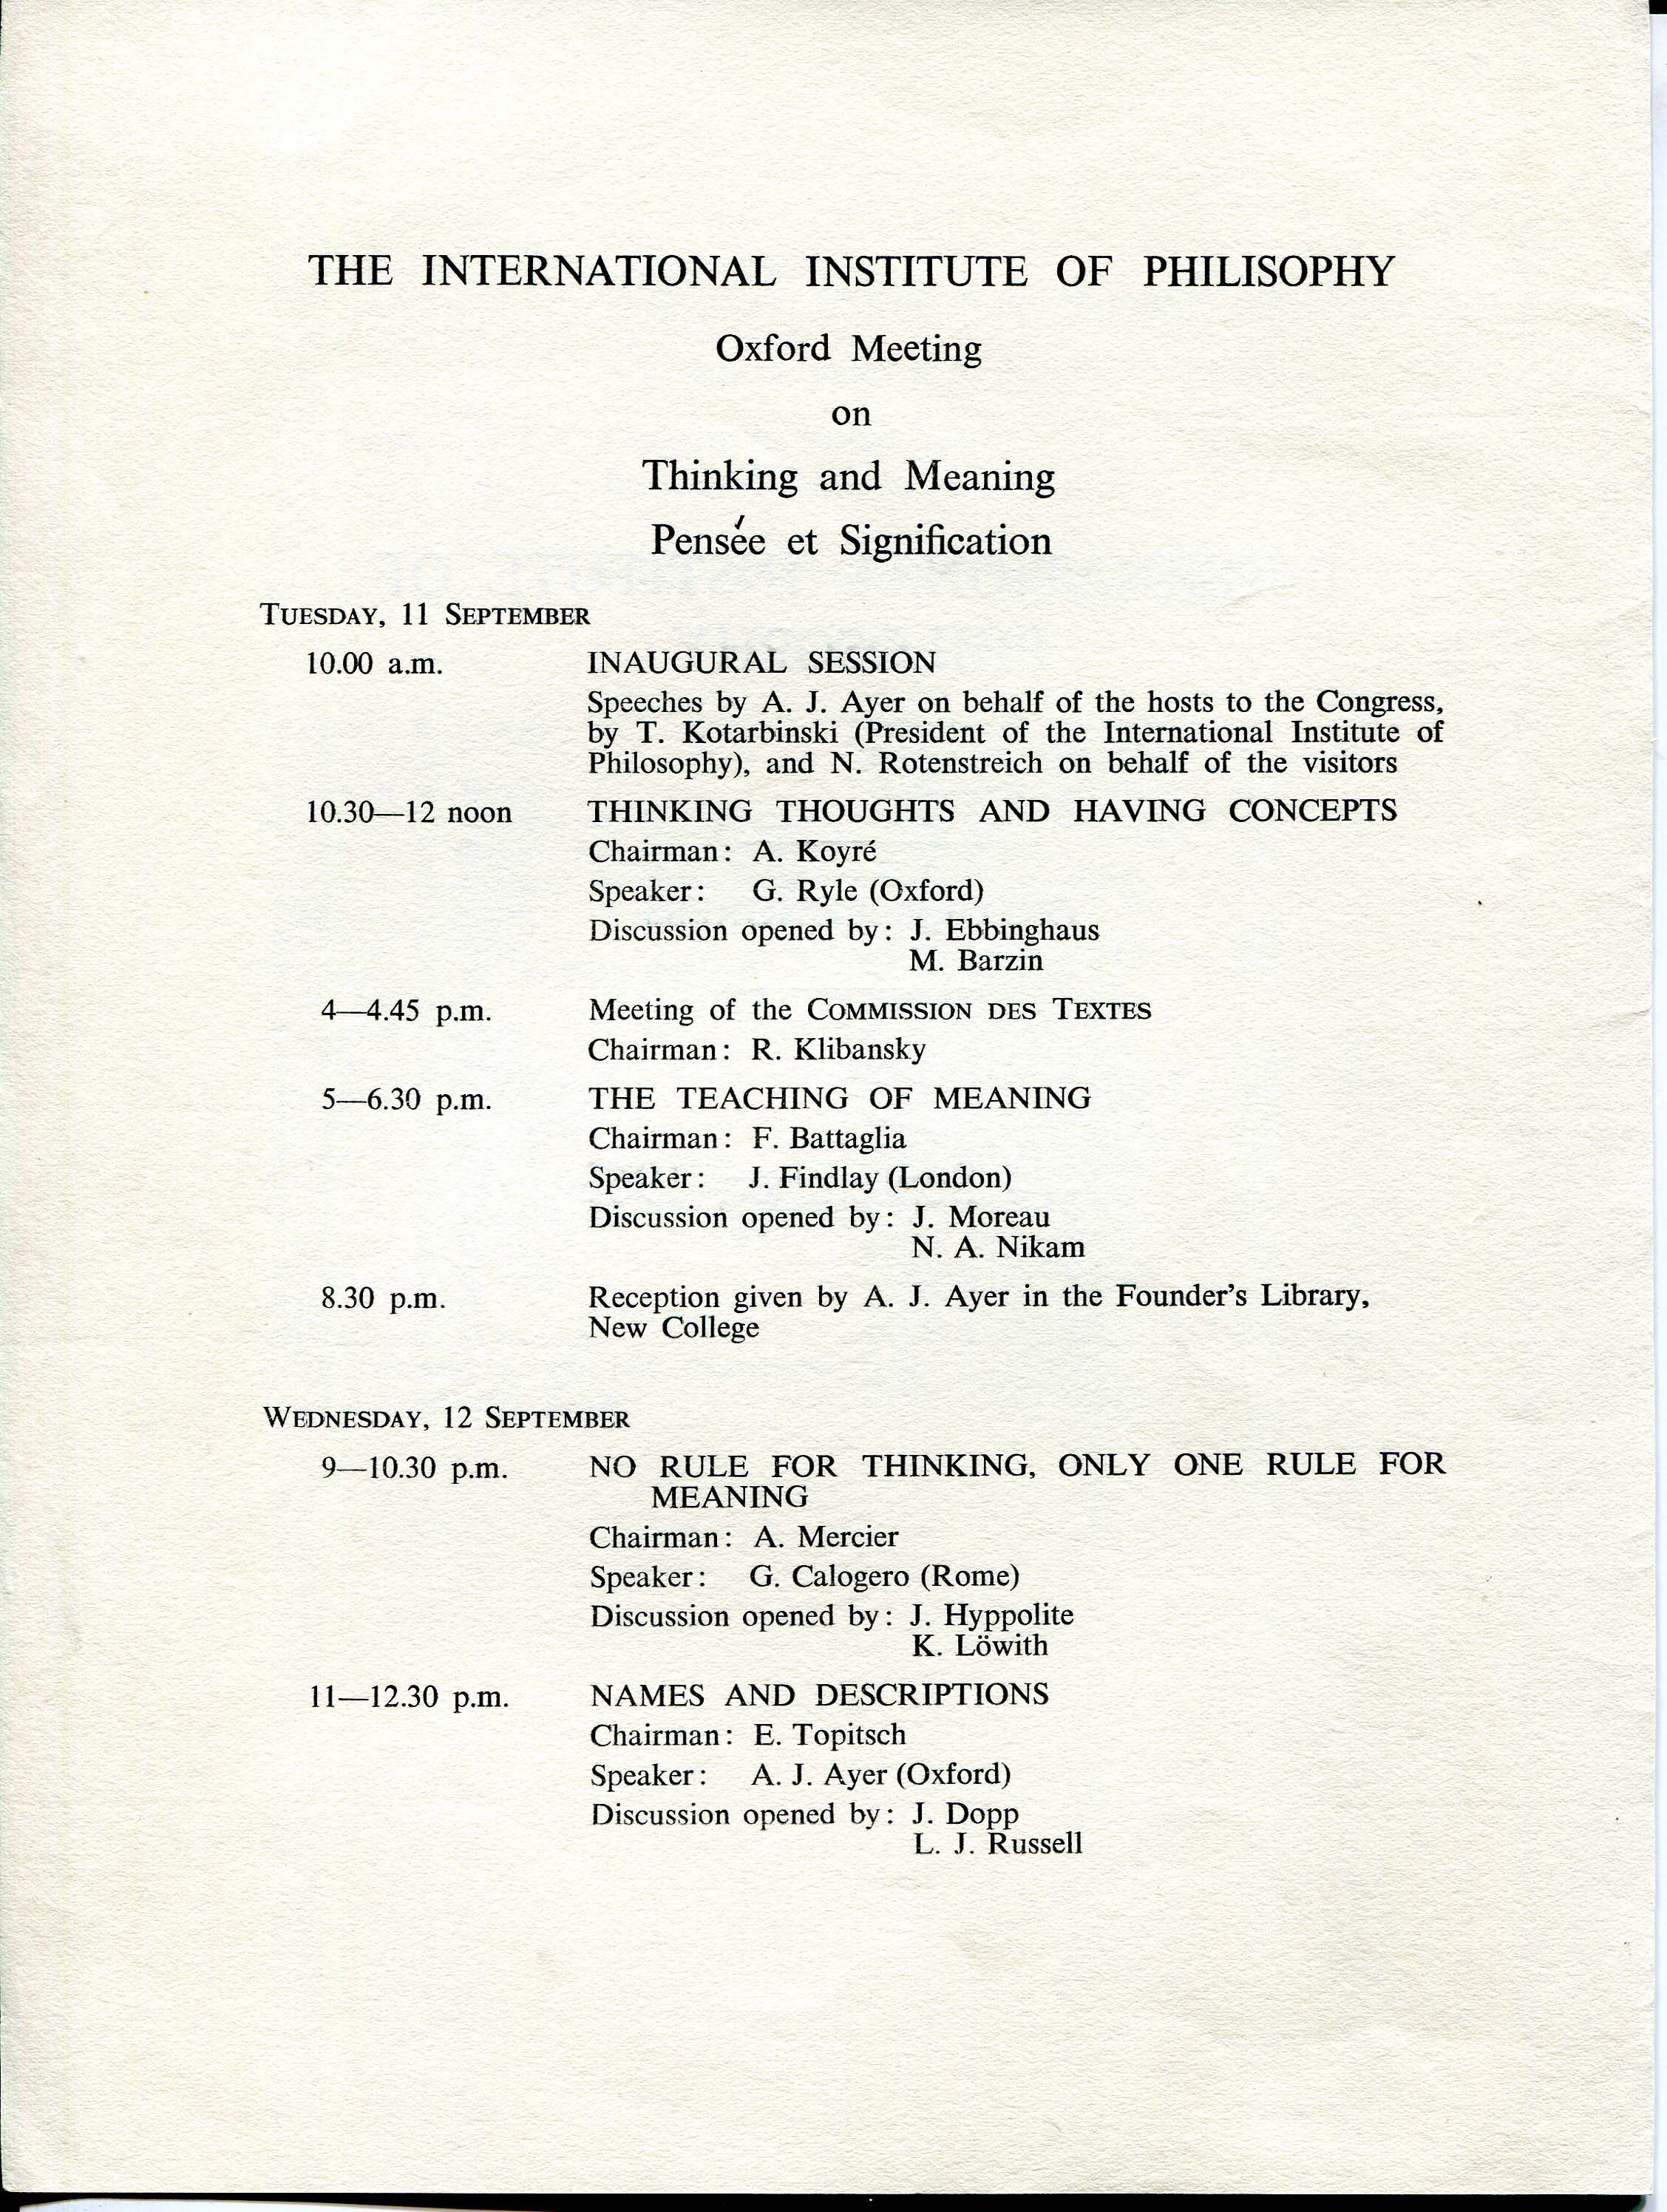 THE INTERNATIONAL INSTITUTE OF PHILISOPHY
Oxford Meeting
on
Thinking and Meaning
Pensée et Signification
TUESDAY, 11 SEPTEMBER
10.00 a.m. INAUGURAL SESSION
Speeches by A. J. Ayer on behalf of the hosts to the Congress,
by T. Kotarbinski (President of the International Institute of
Philosophy), and N. Rotenstreich on behalf of the visitors
10.30—12 noon THINKING THOUGHTS AND HAVING CONCEPTS
Chairman: A. Koyré
Speaker: G. Ryle (Oxford)
Discussion opened by: J. Ebbinghaus
M. Barzin
4—4.45 p.m. Meeting of the COMMISSION DES TEXTES
Chairman: R. Klibansky
5—6.30 p.m. THE TEACHING OF MEANING
Chairman: F. Battaglia
Speaker: J. Findlay (London)
Discussion opened by: J. Moreau
N. A. Nikam
8.30 p.m. Reception given by A. J. Ayer in the Founder's Library,
New College
WEDNESDAY, 12 SEPTEMBER
9—10.30 p.m. NO RULE FOR THINKING, ONLY ONE RULE FOR
MEANING
Chairman: A. Mercier
Speaker: G. Calogero (Rome)
Discussion opened by: J. Hyppolite
K. Löwith
11—12.30 p.m. NAMES AND DESCRIPTIONS
Chairman: E. Topitsch
Speaker: A. J. Ayer (Oxford)
Discussion opened by: J. Dopp
L. J. Russell